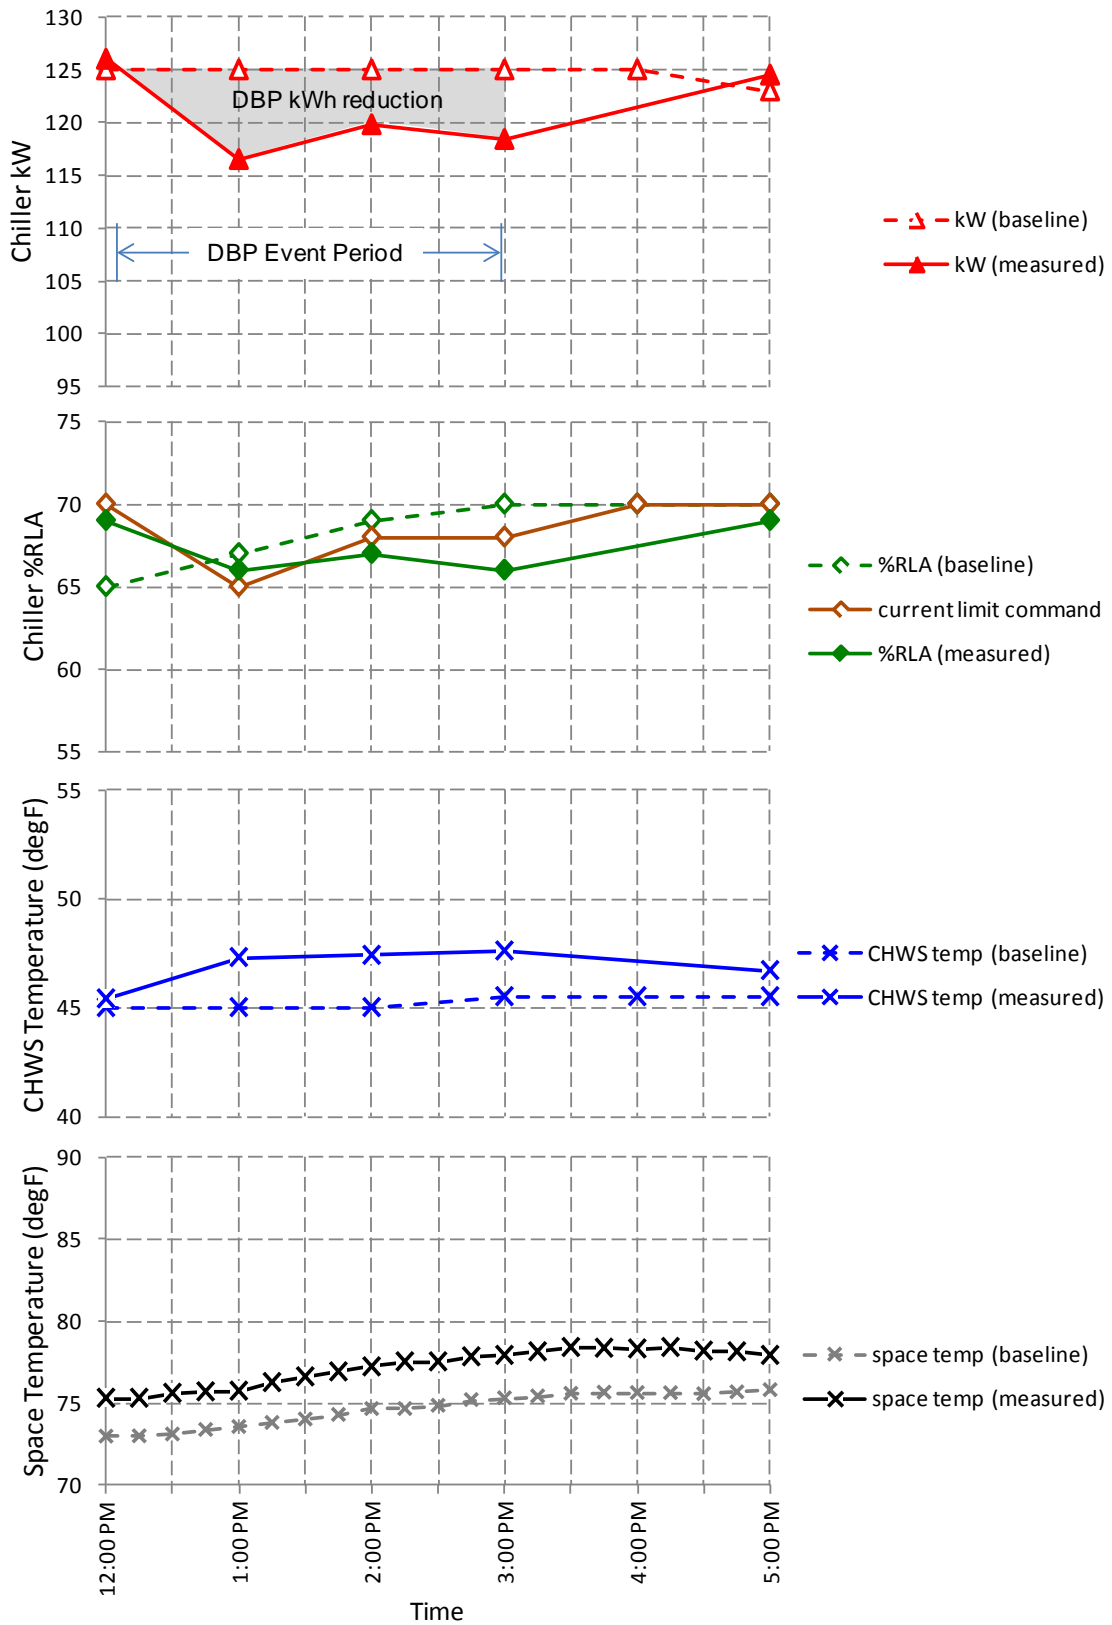 Chiller kW
130
125
120
115
110
105
100
95
DBP kWh reduction
DBP Event Period
kW (baseline)
kW (measured)
Chiller %RLA
75
70
65
60
55
%RLA (baseline)
current limit command
%RLA (measured)
CHWS Temperature (degF)
55
50
45
40
CHWS temp (baseline)
CHWS temp (measured)
Space Temperature (degF)
90
85
80
75
70
space temp (baseline)
space temp (measured)
12:00 PM
1:00 PM
2:00 PM
3:00 PM
4:00 PM
5:00 PM
Time